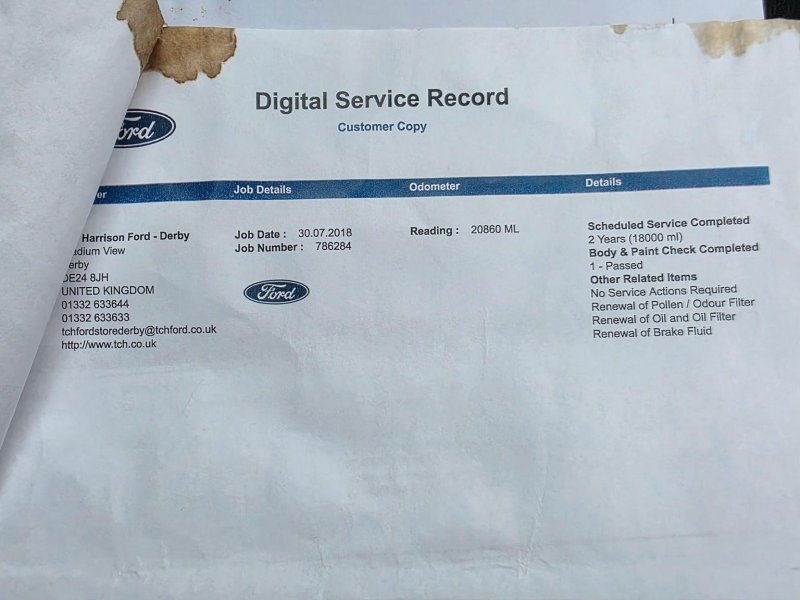 Digital Service Record
Customer Copy
Ford
Job Details
Odometer
Details
Harrison Ford - Derby
View
DE24 8JH
UNITED KINGDOM
01332 633644
01332 633633
tchfordstorederby@tchford.co.uk
http://www.tch.co.uk
Job Date : 30.07.2018
Job Number : 786284
Ford
Reading : 20860 ML
Scheduled Service Completed
2 Years (18000 ml)
Body & Paint Check Completed
1 - Passed
Other Related Items
No Service Actions Required
Renewal of Pollen / Odour Filter
Renewal of Oil and Oil Filter
Renewal of Brake Fluid